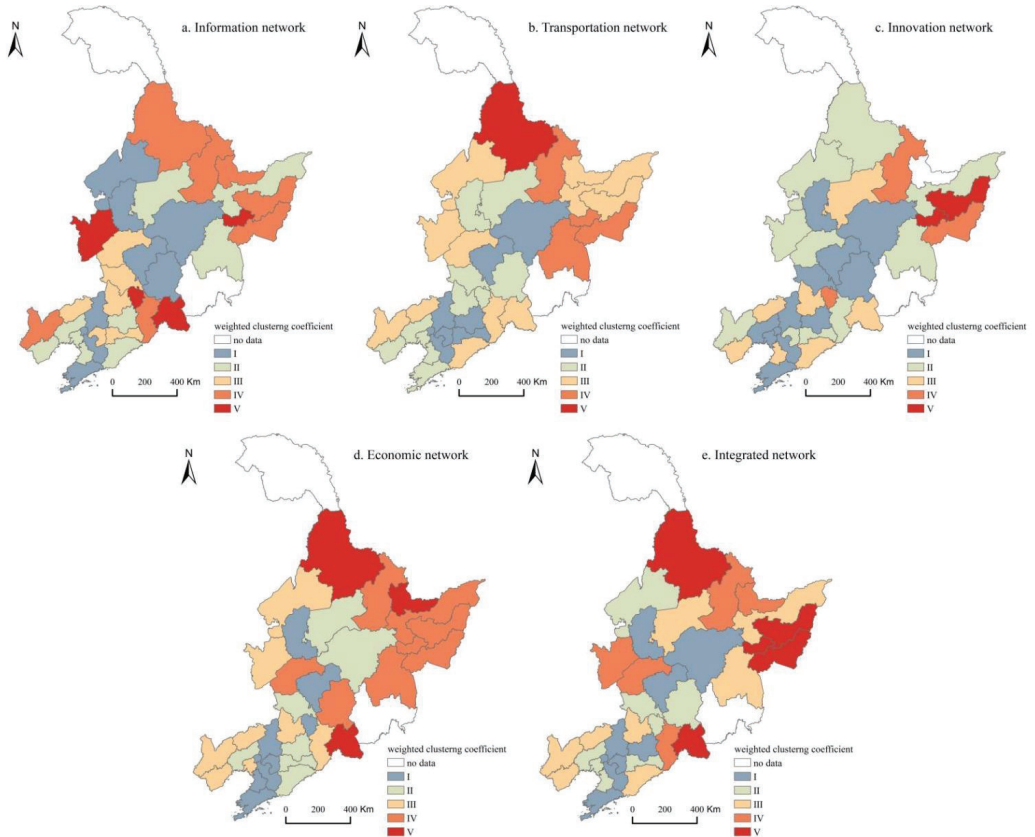 N
a. Information network
weighted clusterng coefficient
no data
I
II
III
IV
V
0 200 400 Km
N
b. Transportation network
weighted clusterng coefficient
no data
I
II
III
IV
V
0 200 400 Km
N
c. Innovation network
weighted clusterng coefficient
no data
I
II
III
IV
V
0 200 400 Km
N
d. Economic network
weighted clusterng coefficient
no data
I
II
III
IV
V
0 200 400 Km
N
e. Integrated network
weighted clusterng coefficient
no data
I
II
III
IV
V
0 200 400 Km